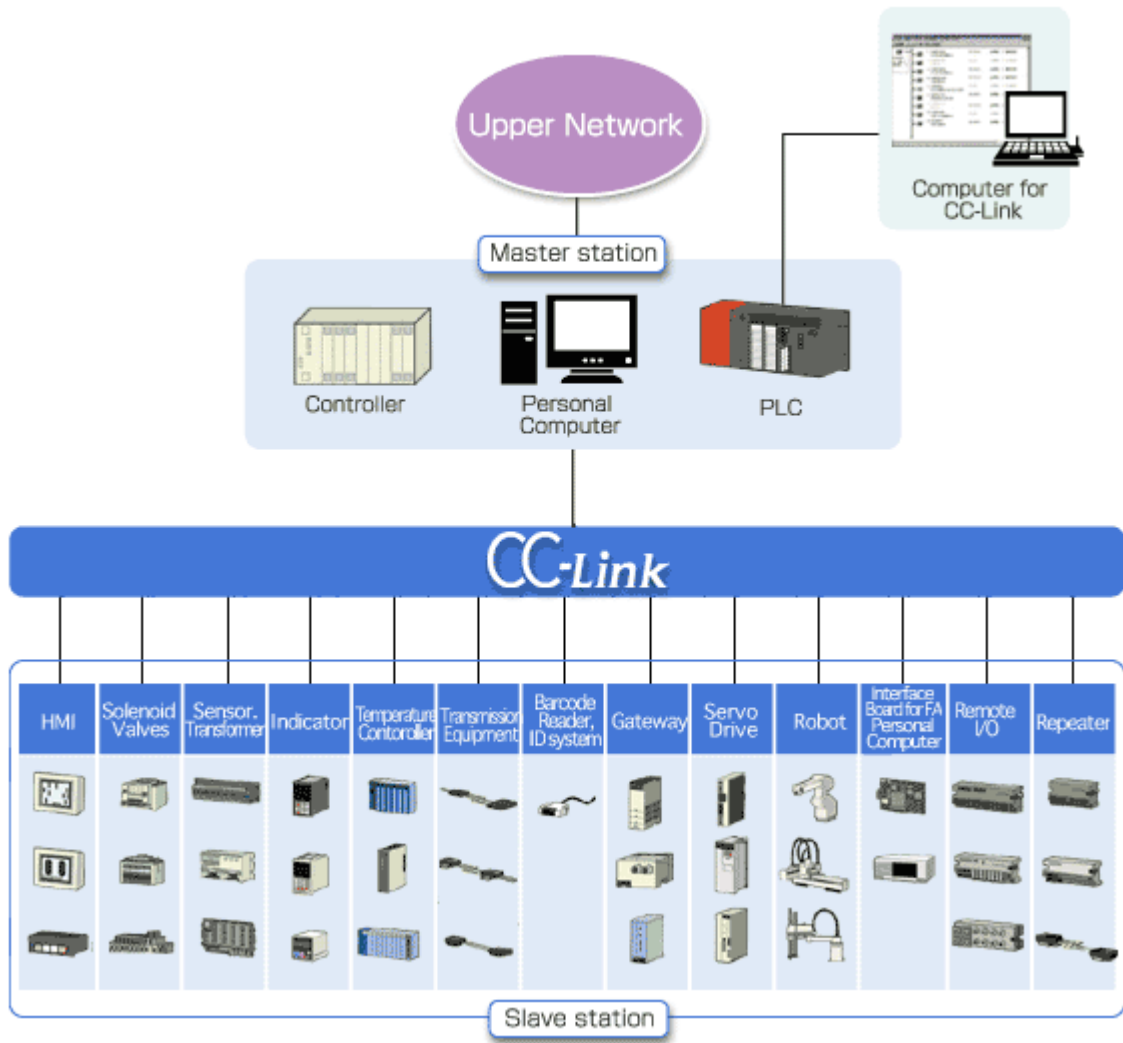 Upper Network
Computer for
CC-Link
Master station
Controller
Personal
Computer
PLC
CC-Link
HMI
Solenoid
Valves
Sensor.
Transformer
Indicator
Temperature
Contoroller
Transmission
Equipment
Barcode
Reader,
ID system
Gateway
Servo
Drive
Robot
Interface
Board for FA
Personal
Computer
Remote
I/O
Repeater
Slave station